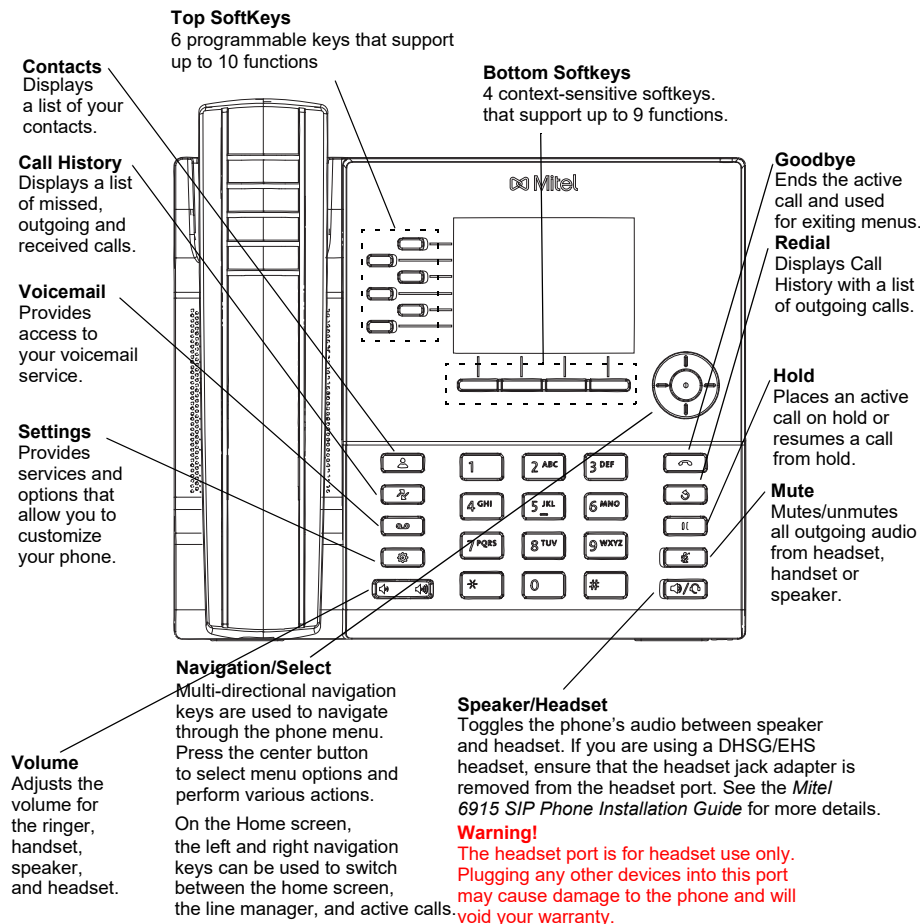 Top SoftKeys
6 programmable keys that support
up to 10 functions
Contacts
Displays
a list of your
contacts.
Bottom Softkeys
4 context-sensitive softkeys.
that support up to 9 functions.
Call History
Displays a list
of missed,
outgoing and
received calls.
Goodbye
Ends the active
call and used
for exiting menus.
Redial
Displays Call
History with a list
of outgoing calls.
Mitel
Voicemail
Provides
access to
your voicemail
service.
Hold
Places an active
call on hold or
resumes a call
from hold.
Settings
Provides
services and
options that
allow you to
customize
your phone.
Mute
Mutes/unmutes
all outgoing audio
from headset,
handset or
speaker.
1 2 ABC 3 DEF
4 GHI 5 JKL 6 MNO
7 PQRS 8 TUV 9 WXYZ
* 0 #
Navigation/Select
Multi-directional navigation
keys are used to navigate
through the phone menu.
Press the center button
to select menu options and
perform various actions.
On the Home screen,
the left and right navigation
keys can be used to switch
between the home screen,
the line manager, and active calls.
Volume
Adjusts the
volume for
the ringer,
handset,
speaker,
and headset.
Speaker/Headset
Toggles the phone’s audio between speaker
and headset. If you are using a DHSG/EHS
headset, ensure that the headset jack adapter is
removed from the headset port. See the Mitel
6915 SIP Phone Installation Guide for more details.
Warning!
The headset port is for headset use only.
Plugging any other devices into this port
may cause damage to the phone and will
void your warranty.